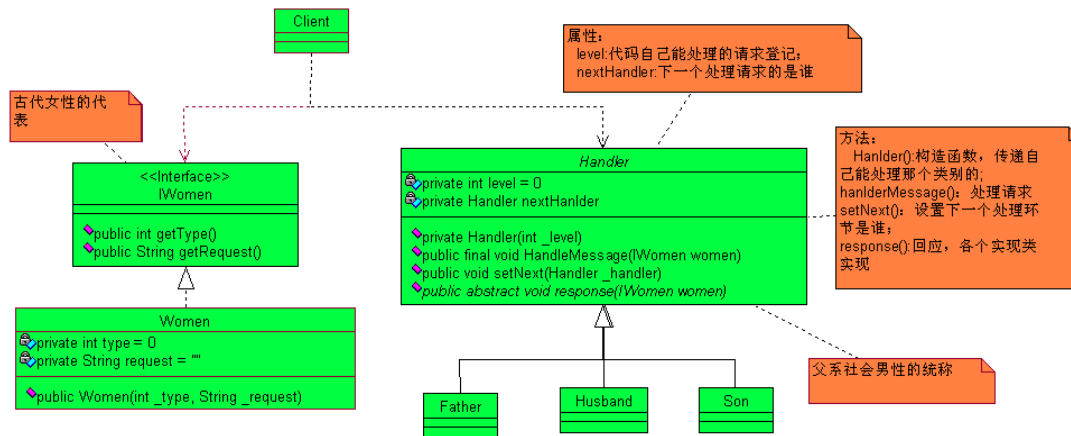 Client
属性:
level:代码自己能处理的请求登记;
nextHandler:下一个处理请求的是谁
古代女性的代
表
<<Interface>>
IWomen
public int getType()
public String getRequest()
Handler
private int level = 0
private Handler nextHanlder
private Handler(int _level)
public final void HandleMessage(IWomen women)
public void setNext(Handler _handler)
public abstract void response(IWomen women)
方法:
Hanlder():构造函数，传递自
己能处理那个类别的;
hanlderMessage(): 处理请求
setNext(): 设置下一个处理环
节是谁;
response():回应，各个实现类
实现
Women
private int type = 0
private String request = ""
public Women(int _type, String _request)
父系社会男性的统称
Father
Husband
Son